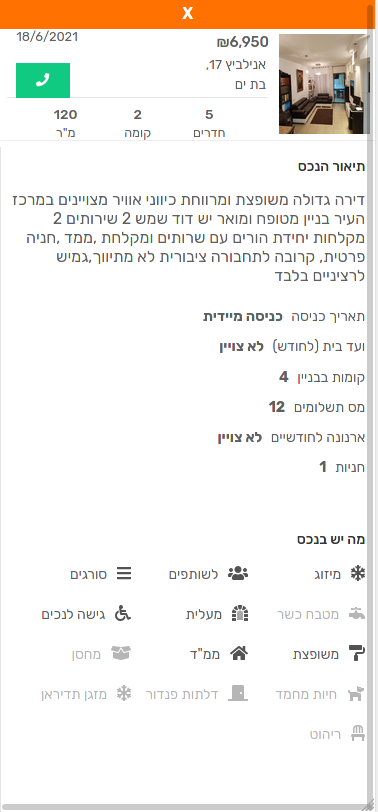 X
18/6/2021
₪6,950
אנילביץ 17,
בת ים
5 2 120
חדרים קומה מ"ר
תיאור הנכס
דירה גדולה משופצת ומרווחת כיווני אוויר מצויינים במרכז
העיר בניין מטופח ומואר יש דוד שמש 2 שירותים 2
מקלחות יחידת הורים עם שרותים ומקלחת ,ממד ,חניה
פרטית, קרובה לתחבורה ציבורית לא מתיווך,גמיש
לרציניים בלבד
תאריך כניסה כניסה מיידית
ועד בית (לחודש) לא צויין
קומות בבניין 4
מס תשלומים 12
ארנונה לחודשיים לא צויין
חניות 1
מה יש בנכס
מיזוג לשותפים סורגים
מטבח כשר מעלית גישה לנכים
משופצת ממ"ד מחסן
חיות מחמד דלתות פנדור מזגן תדיראן
ריהוט